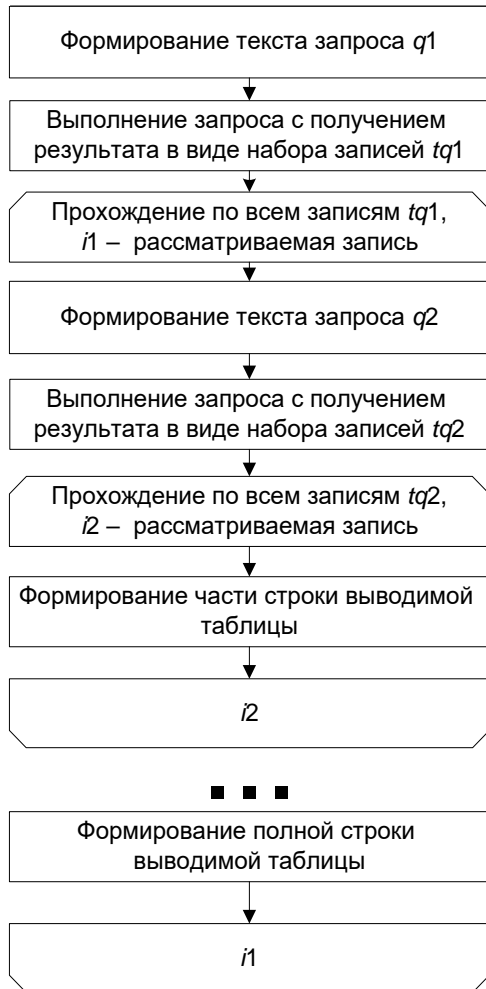 Формирование текста запроса q1
Выполнение запроса с получением
результата в виде набора записей tq1
Прохождение по всем записям tq1,
i1 – рассматриваемая запись
Формирование текста запроса q2
Выполнение запроса с получением
результата в виде набора записей tq2
Прохождение по всем записям tq2,
i2 – рассматриваемая запись
Формирование части строки выводимой
таблицы
i2
Формирование полной строки
выводимой таблицы
i1